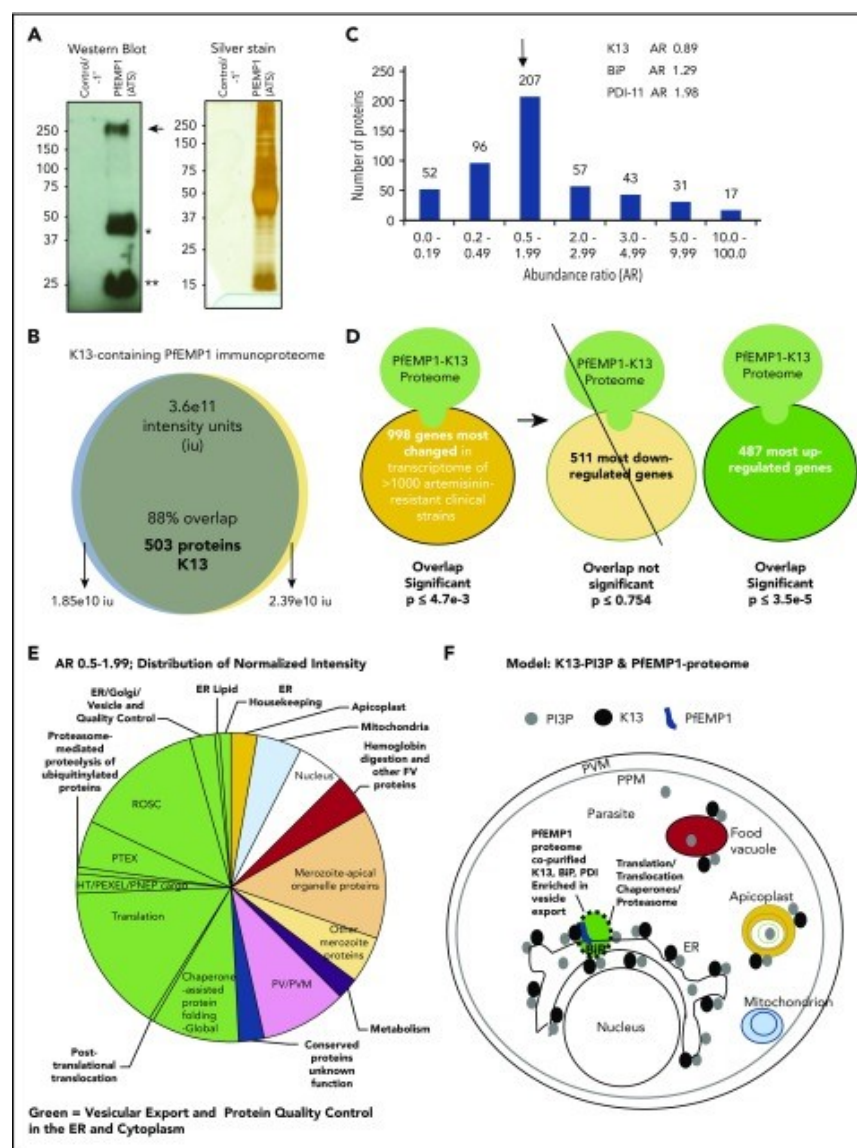 A
Western Blot
Control/
-1°
PfEMP1
(ATS)
250
150
100
75
50
37
25
*
**
Silver stain
Control/
-1°
PfEMP1
(ATS)
250
150
75
50
37
25
15
C
K13 AR 0.89
BiP AR 1.29
PDI-11 AR 1.98
Number of proteins
250
200
150
100
50
0
52
96
207
57
43
31
17
0.0 -
0.19
0.2 -
0.49
0.5 -
1.99
2.0 -
2.99
3.0 -
4.99
5.0 -
9.99
10.0 -
100.0
Abundance ratio (AR)
B
K13-containing PfEMP1 immunoproteome
3.6e11
intensity units
(iu)
88% overlap
503 proteins
K13
1.85e10 iu
2.39e10 iu
D
PfEMP1-K13
Proteome
998 genes most
changed in
transcriptome of
>1000 artemisinin-
resistant clinical
strains
Overlap
Significant
p ≤ 4.7e-3
PfEMP1-K13
Proteome
511 most down-
regulated genes
Overlap not
significant
p ≤ 0.754
PfEMP1-K13
Proteome
487 most up-
regulated genes
Overlap
Significant
p ≤ 3.5e-5
E
AR 0.5-1.99; Distribution of Normalized Intensity
ER/Golgi/
Vesicle and
Quality Control
ER Lipid
ER
Housekeeping
Apicoplast
Mitochondria
Hemoglobin
digestion and
other FV
proteins
Nucleus
Proteasome-
mediated
proteolysis of
ubiquitinylated
proteins
ROSC
PTEX
HT/PEXEL/PNEP cargo
Translation
Merozoite-apical
organelle proteins
Other
merozoite
proteins
Chaperone
-assisted
protein
folding
-Global
PV/PVM
Metabolism
Post-
translational
translocation
Conserved
proteins
unknown
function
Green = Vesicular Export and Protein Quality Control
in the ER and Cytoplasm
F
Model: K13-PI3P & PfEMP1-proteome
PI3P
K13
PfEMP1
PVM
PPM
Parasite
Food
vacuole
PfEMP1
proteome
co-purified
K13, BiP, PDI
Enriched in
vesicle
export
Translation/
Translocation
Chaperones/
Proteasome
Apicoplast
BiP
ER
Mitochondrion
Nucleus